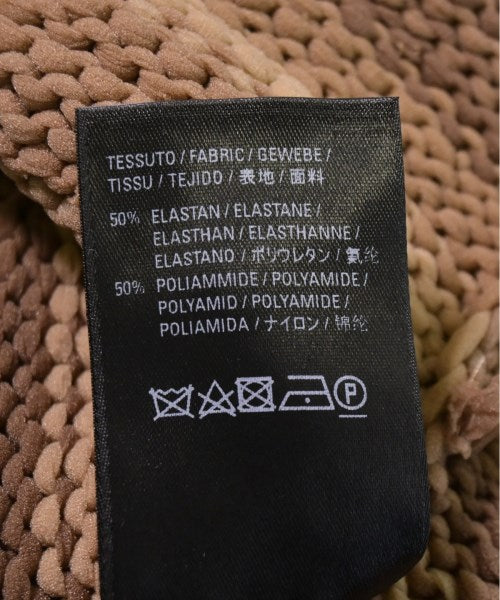 TESSUTO / FABRIC / GEWEBE /
TISSU / TEJIDO / 表地 / 面料
50% ELASTAN / ELASTANE /
ELASTHAN / ELASTHANNE /
ELASTANO / ポリウレタン / 氨纶
50% POLIAMMIDE / POLYAMIDE /
POLYAMID / POLYAMIDE /
POLIAMIDA / ナイロン / 锦纶
P